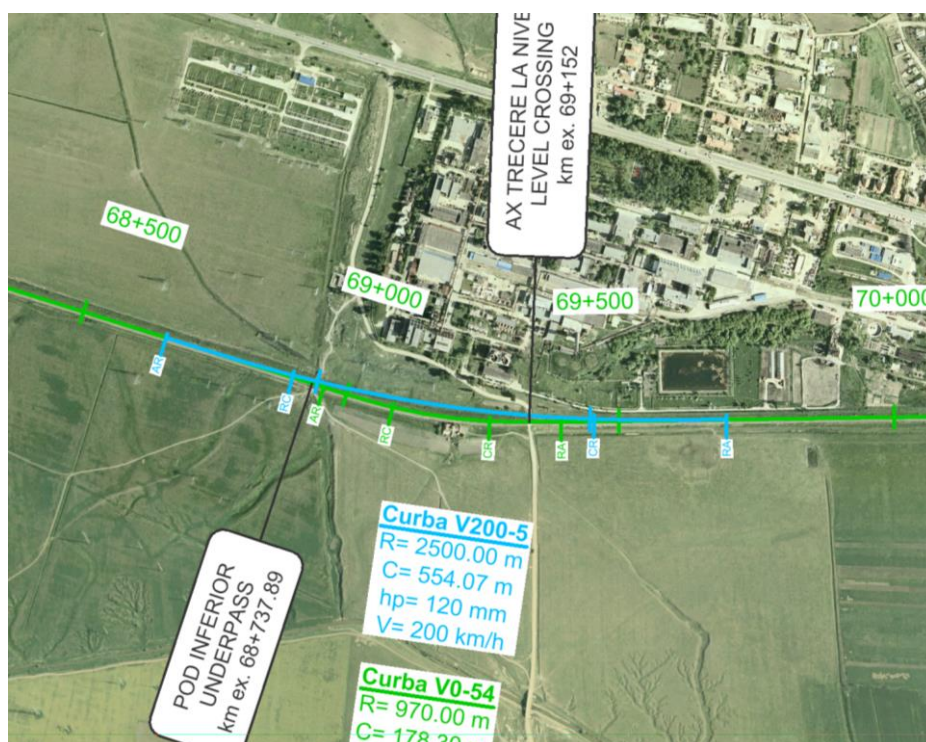 AX TRECERE LA NIVE
LEVEL CROSSING
km ex. 69+152
68+500
69+000
69+500
70+000
AR
RC
AR
RC
CR
RA
CR
RA
Curba V200-5
R= 2500.00 m
C= 554.07 m
hp= 120 mm
V= 200 km/h
POD INFERIOR
UNDERPASS
km ex. 68+737.89
Curba V0-54
R= 970.00 m
C= 178.30